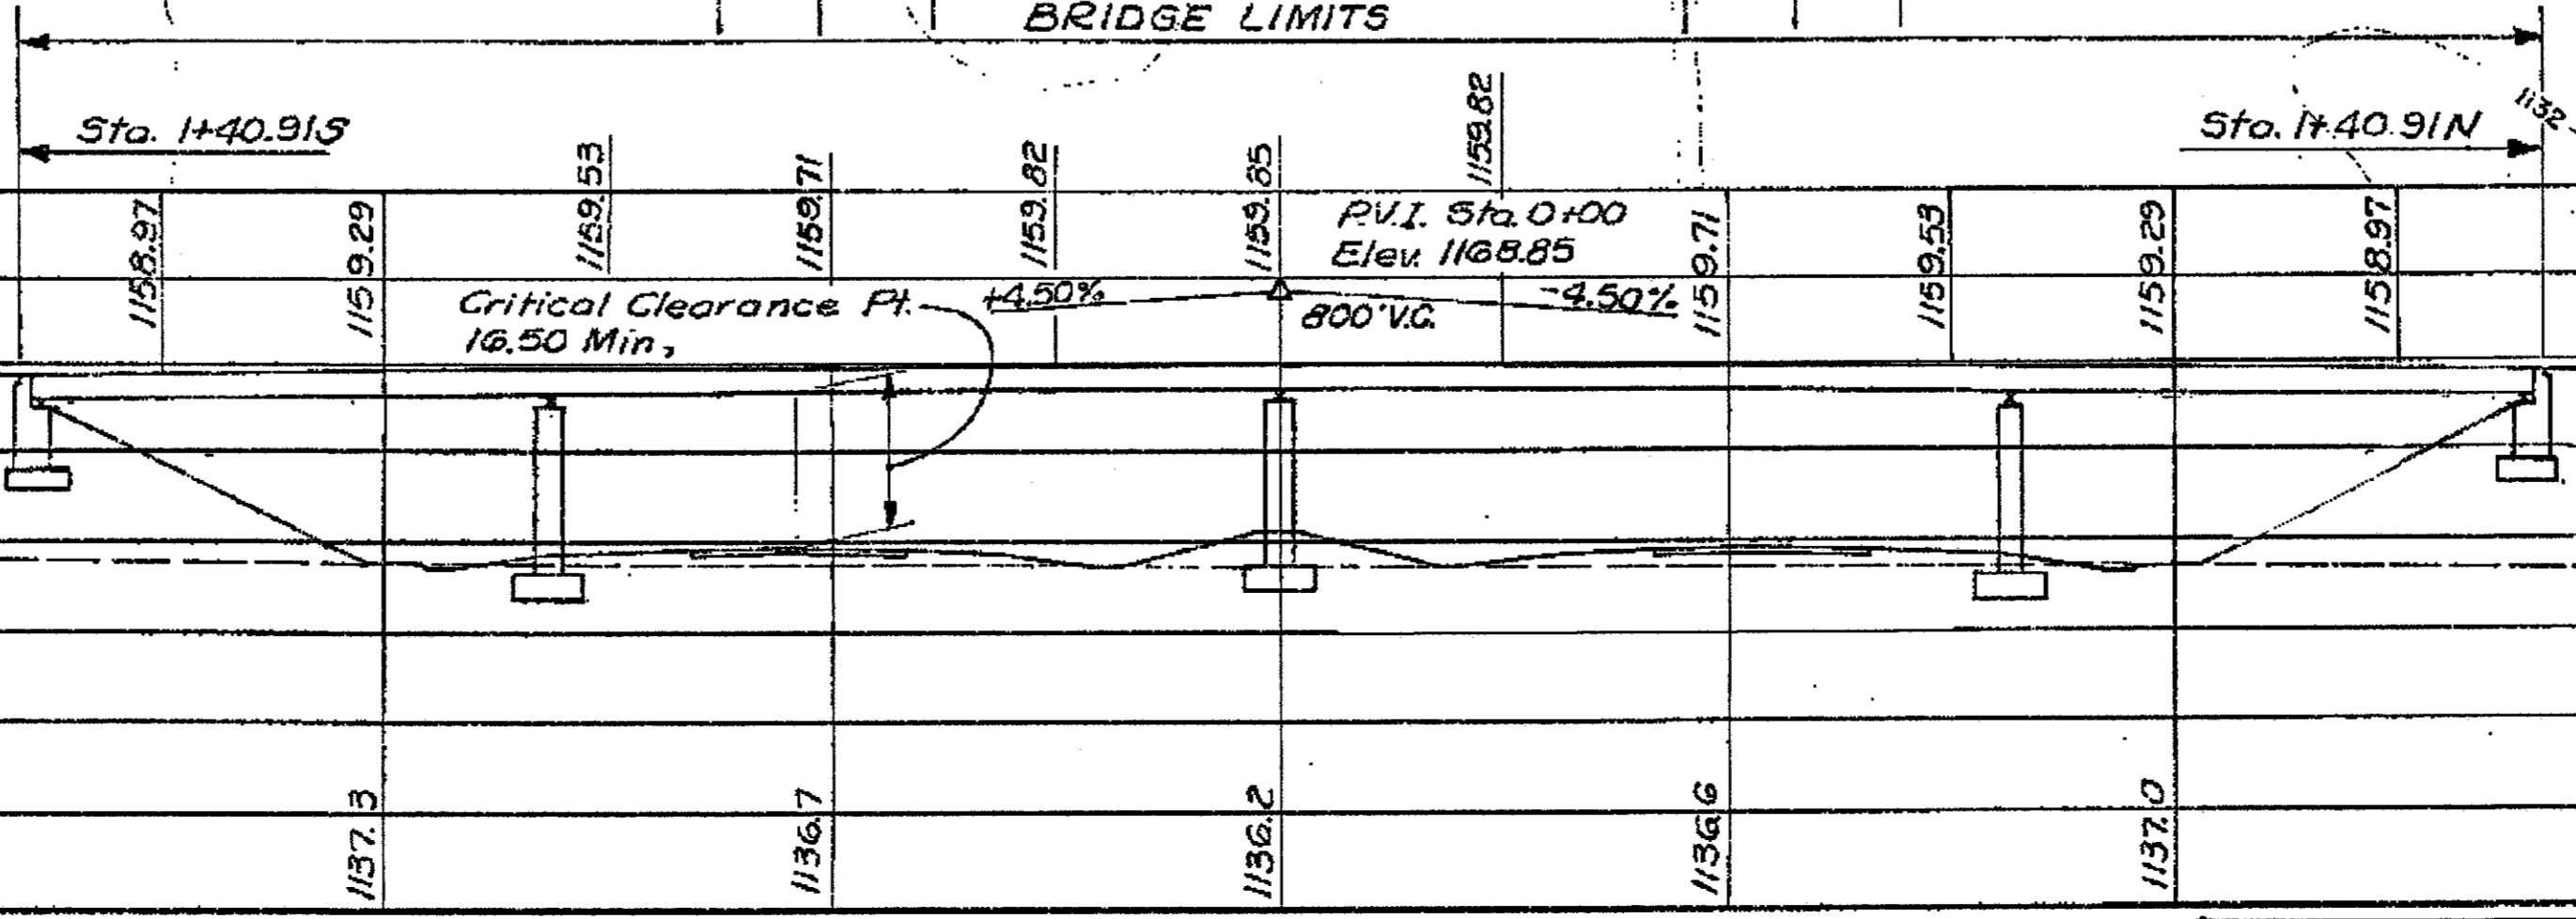 BRIDGE LIMITS
Sta. 1+40.91S
Sta. 1+40.91N
1132
1158.97
1159.29
1159.53
1159.71
1159.82
1159.85
1159.82
1159.71
1159.53
1159.29
1158.97
P.V.I. Sta. 0+00
Elev. 1168.85
+4.50%
-4.50%
800' V.C.
Critical Clearance Pt.
16.50 Min,
1137.3
1136.7
1136.2
1136.6
1137.0